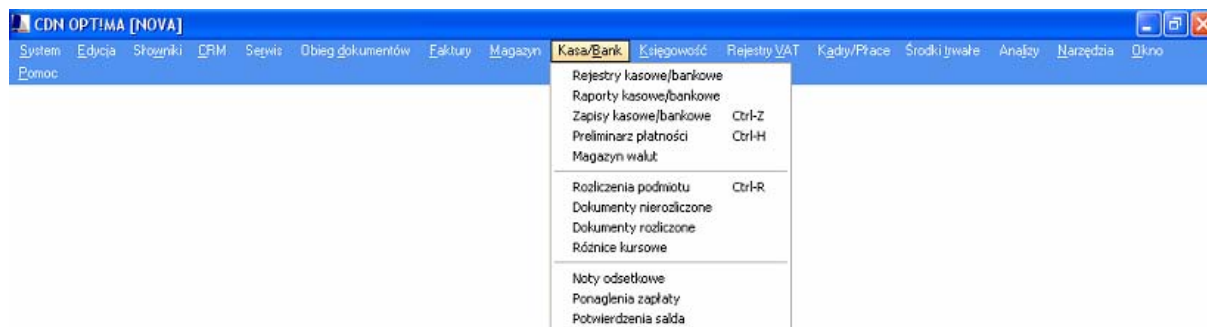 CDN OPT!MA [NOVA]
System Edycja Słowniki CRM Serwis Obieg dokumentów Faktury Magazyn Kasa/Bank Księgowość Rejestry VAT Kadry/Płace Środki trwałe Analizy Narzędzia Okno
Pomoc
Rejestry kasowe/bankowe
Raporty kasowe/bankowe
Zapisy kasowe/bankowe Ctrl-Z
Preliminarz płatności Ctrl-H
Magazyn walut
Rozliczenia podmiotu Ctrl-R
Dokumenty nierozliczone
Dokumenty rozliczone
Różnice kursowe
Noty odsetkowe
Ponaglenia zapłaty
Potwierdzenia salda